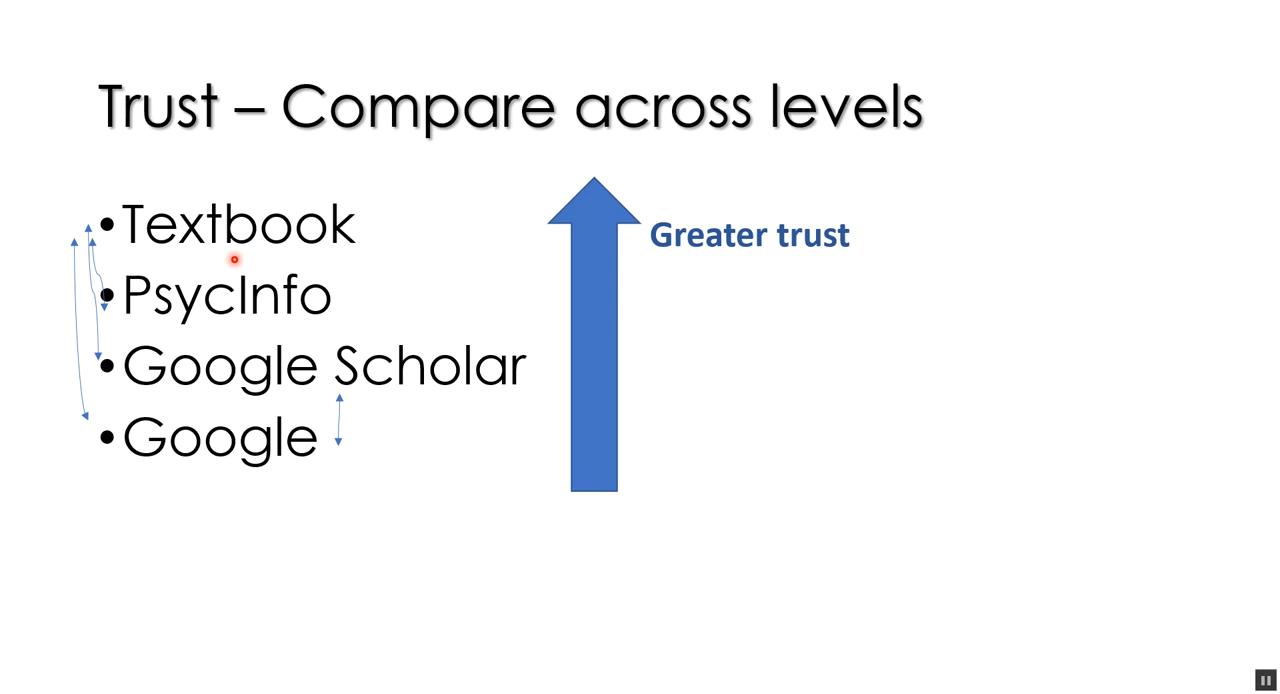 Trust – Compare across levels
•Textbook
Greater trust
•PsycInfo
•Google Scholar
•Google